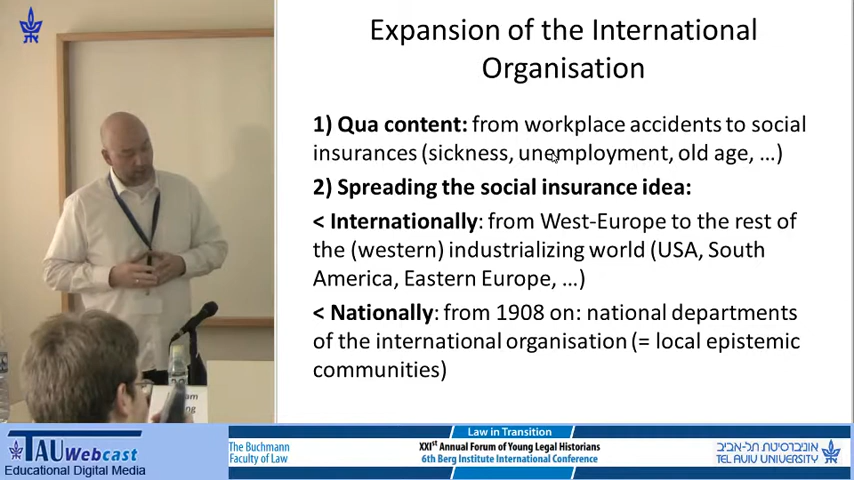 Expansion of the International
Organisation
1) Qua content: from workplace accidents to social
insurances (sickness, unemployment, old age, ...)
2) Spreading the social insurance idea:
< Internationally: from West-Europe to the rest of
the (western) industrializing world (USA, South
America, Eastern Europe, ...)
< Nationally: from 1908 on: national departments
of the international organisation (= local epistemic
communities)
TAU Webcast
Educational Digital Media
The Buchmann
Faculty of Law
Law in Transition
XXIst Annual Forum of Young Legal Historians
6th Berg Institute International Conference
אוניברסיטת תל-אביב
TEL AVIV UNIVERSITY